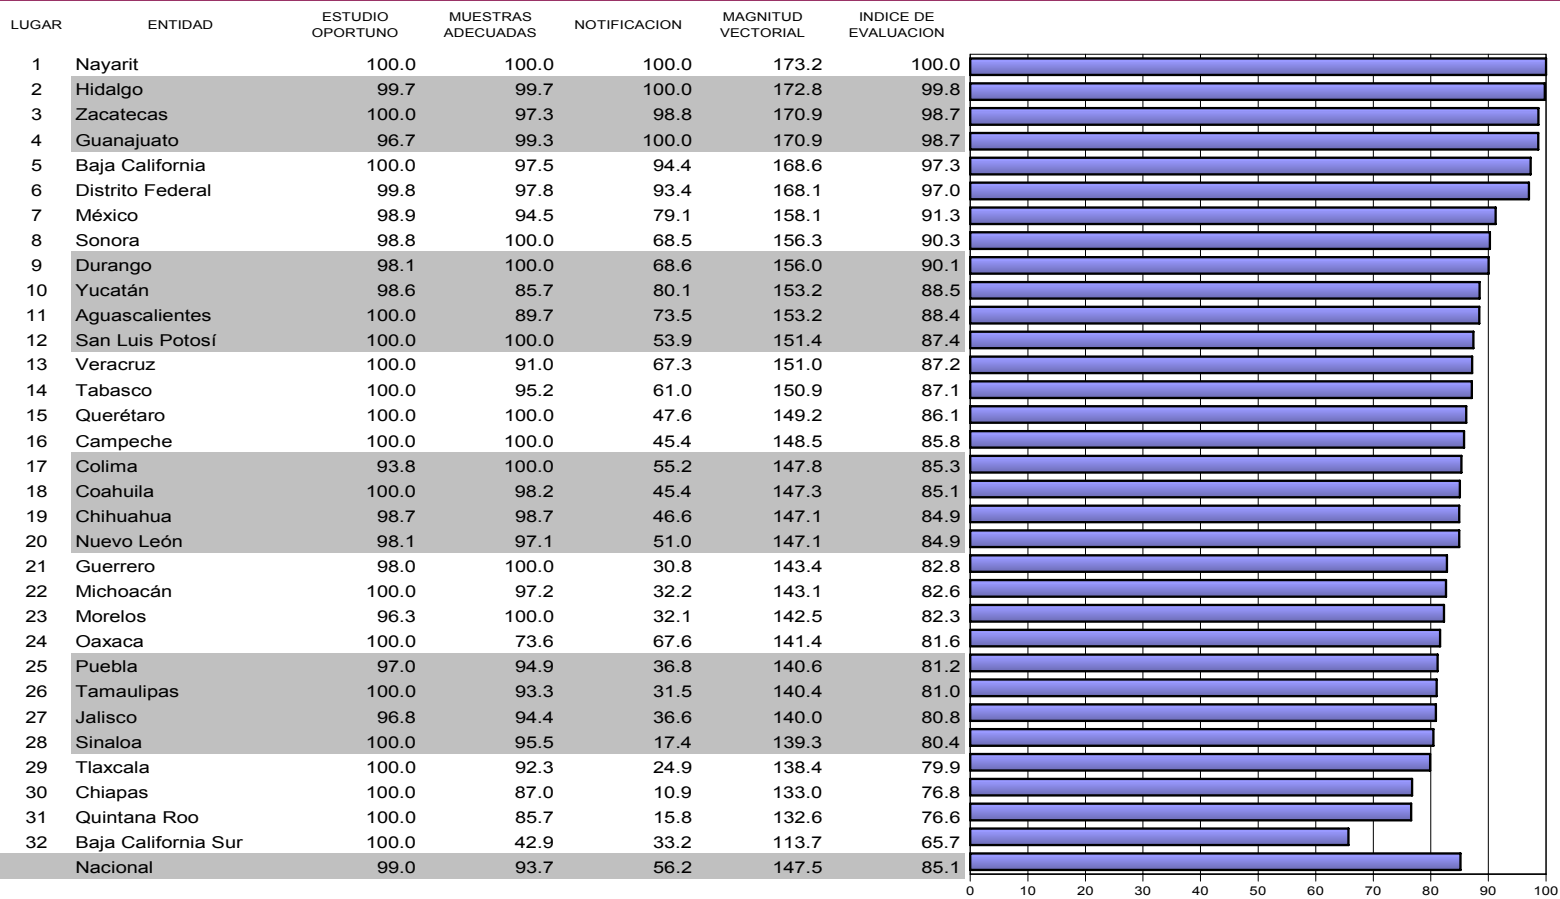 LUGAR ENTIDAD ESTUDIO OPORTUNO MUESTRAS ADECUADAS NOTIFICACION MAGNITUD VECTORIAL INDICE DE EVALUACION
1 Nayarit 100.0 100.0 100.0 173.2 100.0
2 Hidalgo 99.7 99.7 100.0 172.8 99.8
3 Zacatecas 100.0 97.3 98.8 170.9 98.7
4 Guanajuato 96.7 99.3 100.0 170.9 98.7
5 Baja California 100.0 97.5 94.4 168.6 97.3
6 Distrito Federal 99.8 97.8 93.4 168.1 97.0
7 México 98.9 94.5 79.1 158.1 91.3
8 Sonora 98.8 100.0 68.5 156.3 90.3
9 Durango 98.1 100.0 68.6 156.0 90.1
10 Yucatán 98.6 85.7 80.1 153.2 88.5
11 Aguascalientes 100.0 89.7 73.5 153.2 88.4
12 San Luis Potosí 100.0 100.0 53.9 151.4 87.4
13 Veracruz 100.0 91.0 67.3 151.0 87.2
14 Tabasco 100.0 95.2 61.0 150.9 87.1
15 Querétaro 100.0 100.0 47.6 149.2 86.1
16 Campeche 100.0 100.0 45.4 148.5 85.8
17 Colima 93.8 100.0 55.2 147.8 85.3
18 Coahuila 100.0 98.2 45.4 147.3 85.1
19 Chihuahua 98.7 98.7 46.6 147.1 84.9
20 Nuevo León 98.1 97.1 51.0 147.1 84.9
21 Guerrero 98.0 100.0 30.8 143.4 82.8
22 Michoacán 100.0 97.2 32.2 143.1 82.6
23 Morelos 96.3 100.0 32.1 142.5 82.3
24 Oaxaca 100.0 73.6 67.6 141.4 81.6
25 Puebla 97.0 94.9 36.8 140.6 81.2
26 Tamaulipas 100.0 93.3 31.5 140.4 81.0
27 Jalisco 96.8 94.4 36.6 140.0 80.8
28 Sinaloa 100.0 95.5 17.4 139.3 80.4
29 Tlaxcala 100.0 92.3 24.9 138.4 79.9
30 Chiapas 100.0 87.0 10.9 133.0 76.8
31 Quintana Roo 100.0 85.7 15.8 132.6 76.6
32 Baja California Sur 100.0 42.9 33.2 113.7 65.7
Nacional 99.0 93.7 56.2 147.5 85.1
0 10 20 30 40 50 60 70 80 90 100